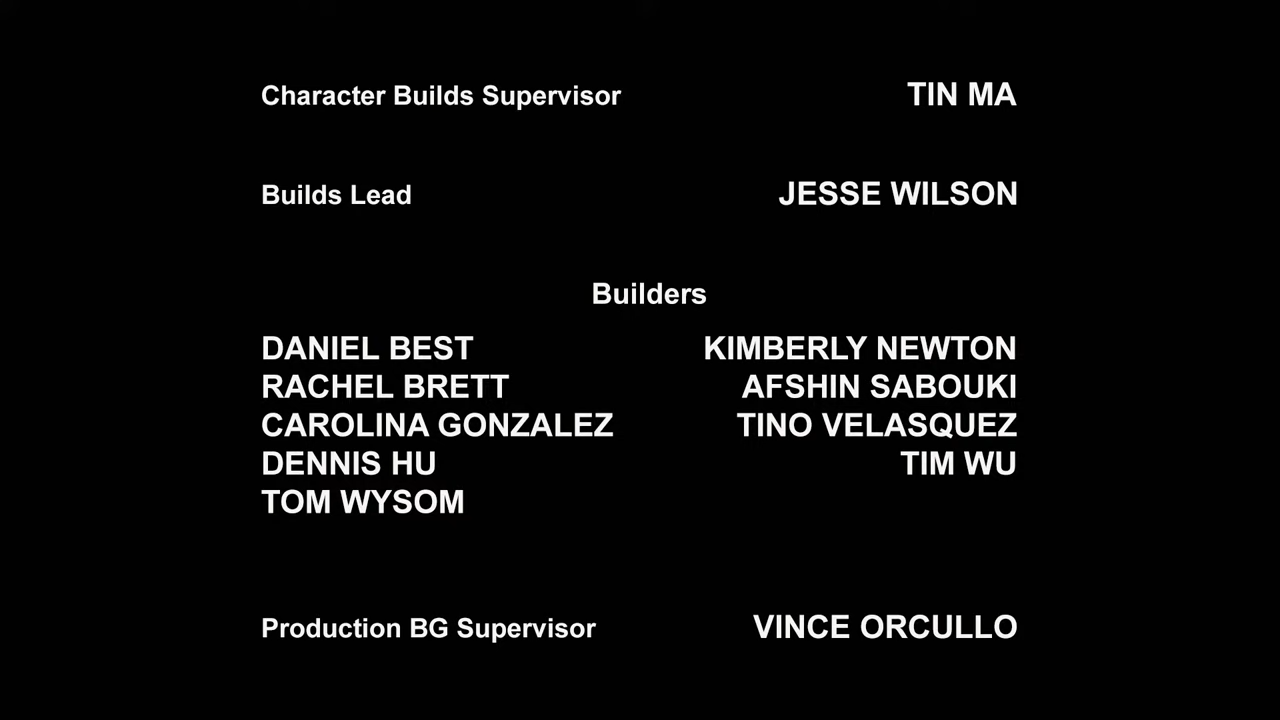 Character Builds Supervisor TIN MA
Builds Lead JESSE WILSON
Builders
DANIEL BEST KIMBERLY NEWTON
RACHEL BRETT AFSHIN SABOUKI
CAROLINA GONZALEZ TINO VELASQUEZ
DENNIS HU TIM WU
TOM WYSOM
Production BG Supervisor VINCE ORCULLO